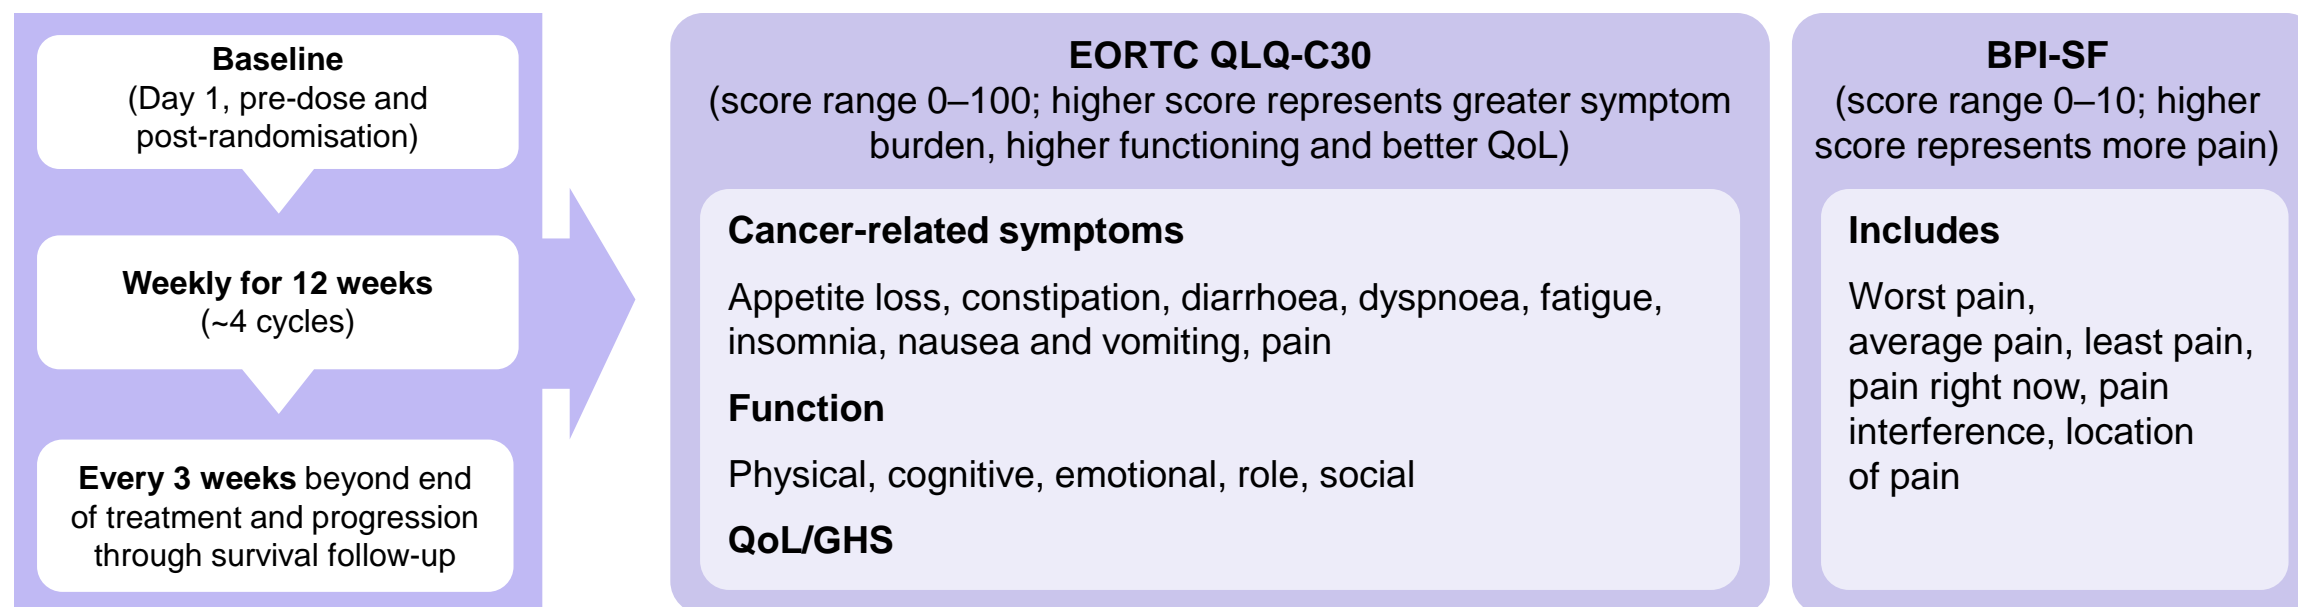 Baseline
(Day 1, pre-dose and
post-randomisation)
Weekly for 12 weeks
(~4 cycles)
Every 3 weeks beyond end
of treatment and progression
through survival follow-up
EORTC QLQ-C30
(score range 0–100; higher score represents greater symptom
burden, higher functioning and better QoL)
Cancer-related symptoms
Appetite loss, constipation, diarrhoea, dyspnoea, fatigue,
insomnia, nausea and vomiting, pain
Function
Physical, cognitive, emotional, role, social
QoL/GHS
BPI-SF
(score range 0–10; higher
score represents more pain)
Includes
Worst pain,
average pain, least pain,
pain right now, pain
interference, location
of pain